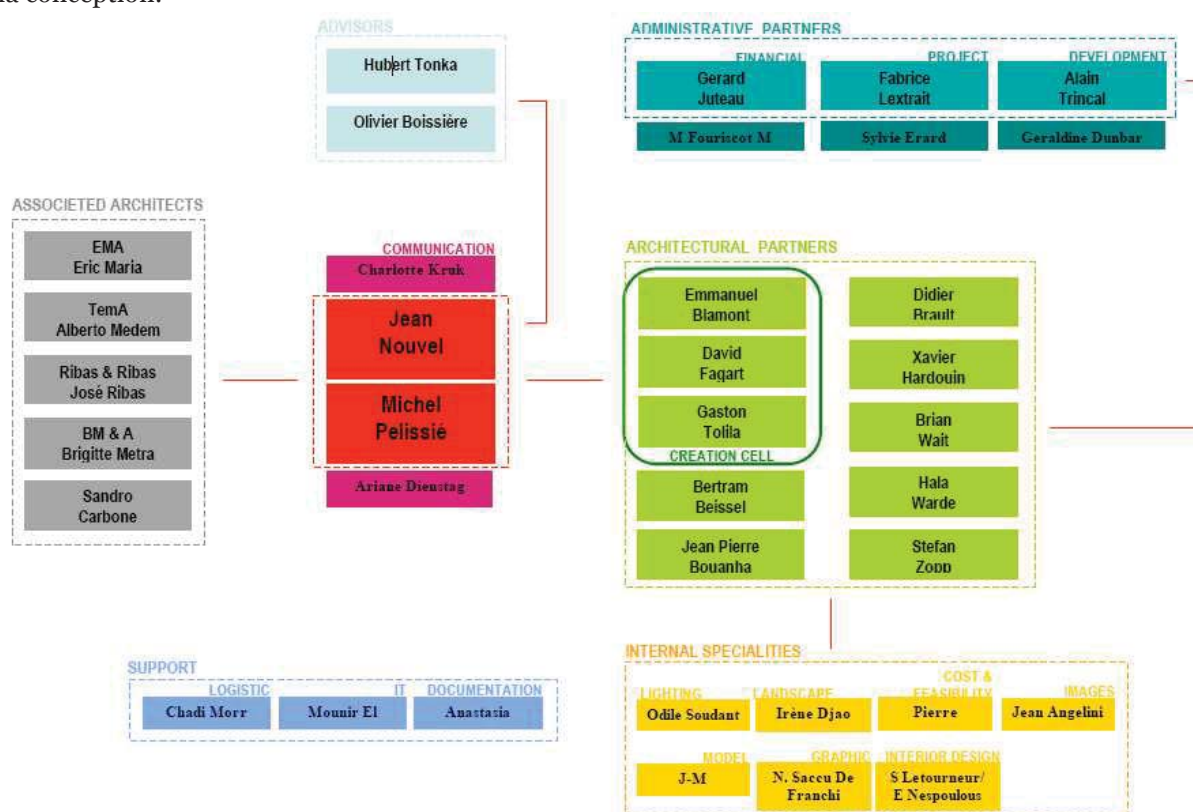 na conception.
ADVISORS
Hubert Tonka
Olivier Boissière
ADMINISTRATIVE PARTNERS
FINANCIAL
PROJECT
DEVELOPMENT
Gerard
Juteau
Fabrice
Lextrait
Alain
Trincal
M Fouriscot M
Sylvie Erard
Geraldine Dunbar
ASSOCIETED ARCHITECTS
EMA
Eric Maria
TemA
Alberto Medem
Ribas & Ribas
José Ribas
BM & A
Brigitte Metra
Sandro
Carbone
COMMUNICATION
Charlotte Kruk
Jean
Nouvel
Michel
Pelissié
Ariane Dienstag
ARCHITECTURAL PARTNERS
Emmanuel
Blamont
David
Fagart
Gaston
Tolila
CREATION CELL
Bertram
Beissel
Jean Pierre
Bouanha
Didier
Brault
Xavier
Hardouin
Brian
Wait
Hala
Warde
Stefan
Zopp
SUPPORT
LOGISTIC
IT
DOCUMENTATION
Chadi Morr
Mounir El
Anastasia
INTERNAL SPECIALITIES
LIGHTING
LANDSCAPE
COST &
FEASIBILITY
IMAGES
Odile Soudant
Irène Djao
Pierre
Jean Angelini
MODEL
GRAPHIC
INTERIOR DESIGN
J-M
N. Saccu De
Franchi
S Letourneur/
E Nespoulous